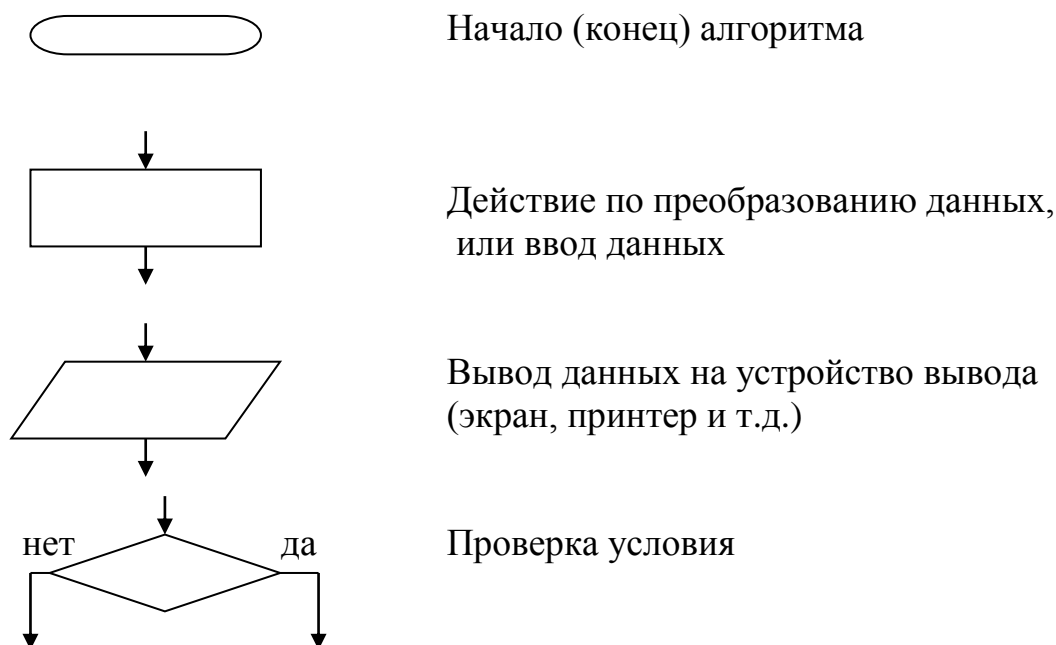 Начало (конец) алгоритма
Действие по преобразованию данных,
или ввод данных
Вывод данных на устройство вывода
(экран, принтер и т.д.)
нет
да
Проверка условия